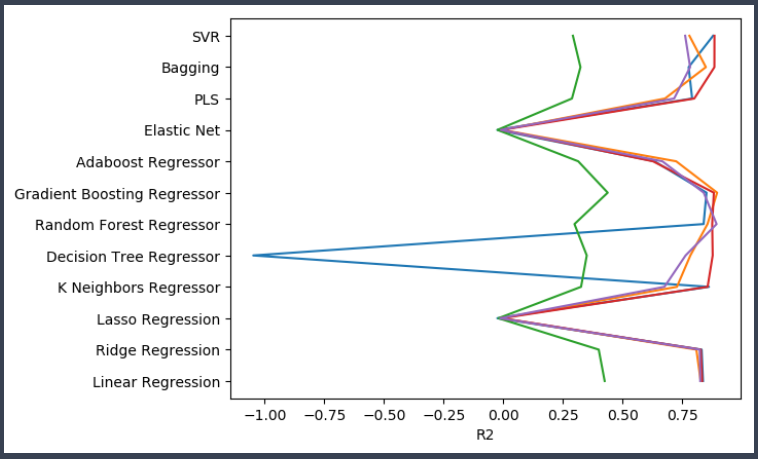 SVR
Bagging
PLS
Elastic Net
Adaboost Regressor
Gradient Boosting Regressor
Random Forest Regressor
Decision Tree Regressor
K Neighbors Regressor
Lasso Regression
Ridge Regression
Linear Regression
−1.00 −0.75 −0.50 −0.25 0.00 0.25 0.50 0.75
R2